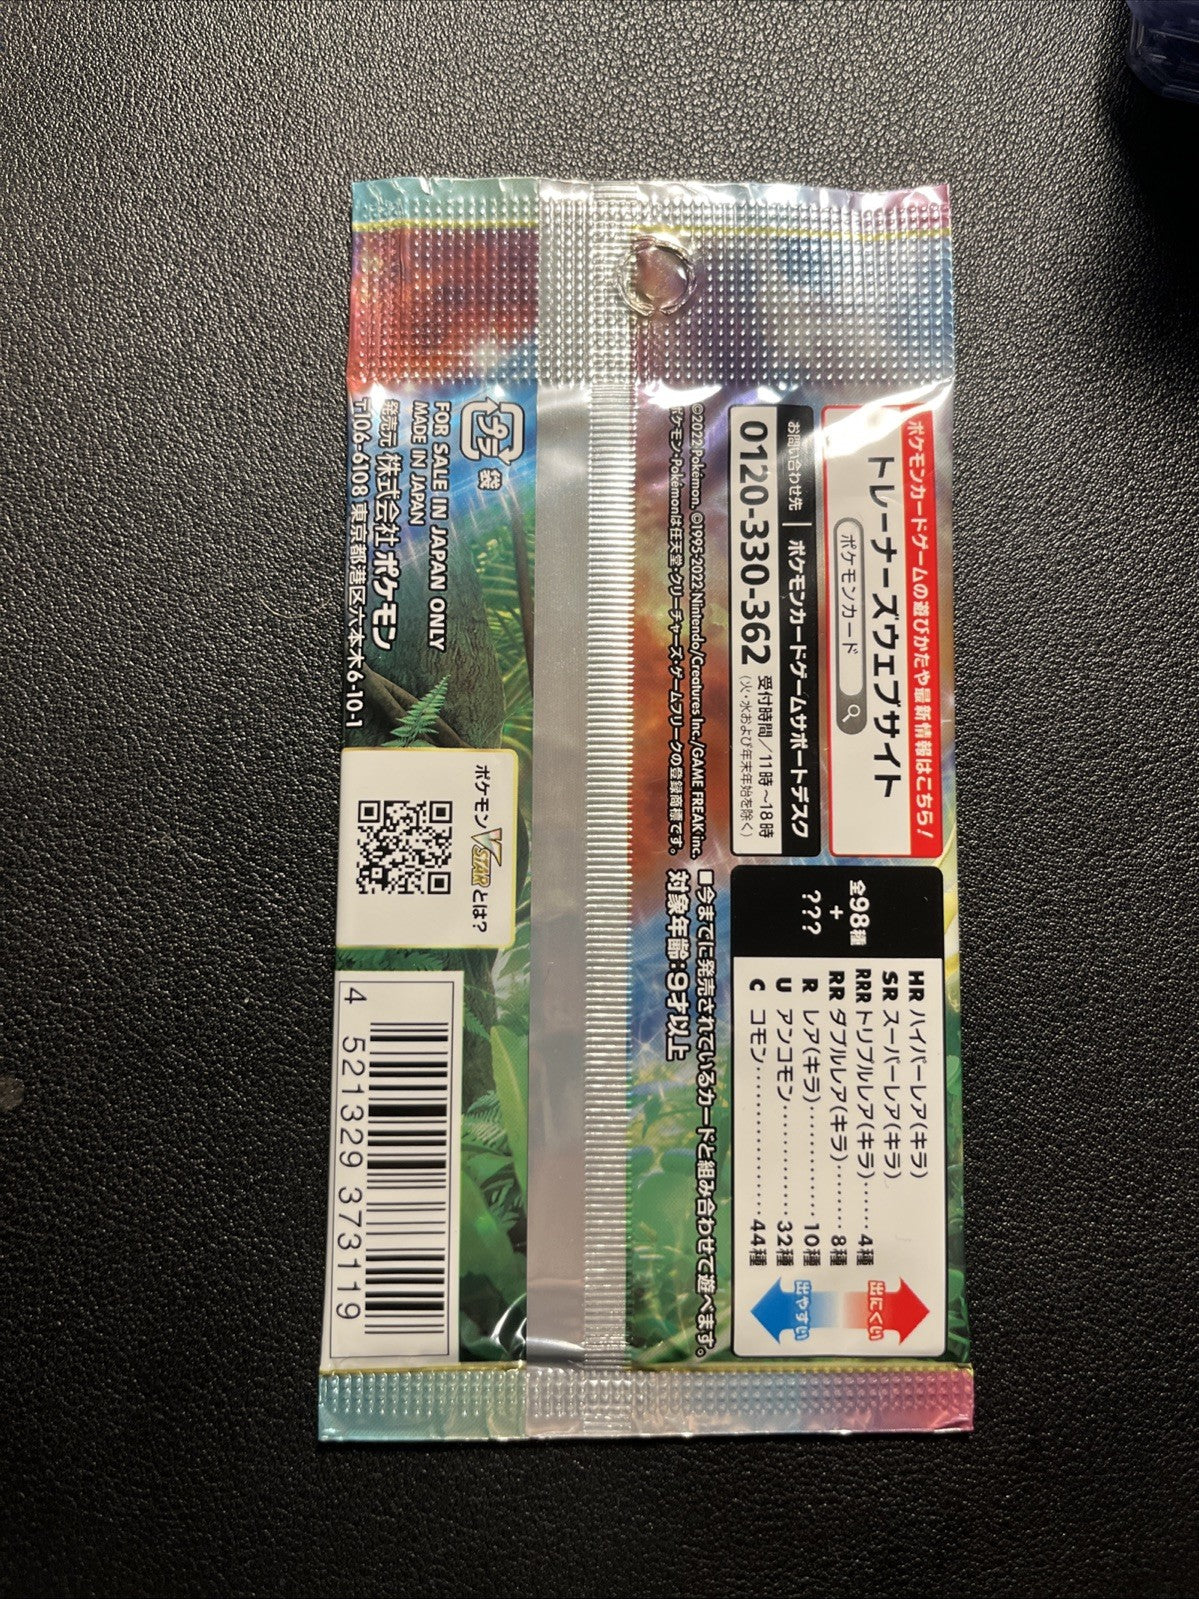 ポケモンカードゲームの遊びかたや最新情報はこちら！
トレーナーズウェブサイト
ポケモンカード
お問い合わせ先 | ポケモンカードゲームサポートデスク
0120-330-362 受付時間／11時～18時
（火・水および年末年始を除く）
©2022 Pokémon. ©1995-2022 Nintendo/Creatures Inc./GAME FREAK inc.
ポケモン・Pokémonは任天堂・クリーチャーズ・ゲームフリークの登録商標です。
全98種
+
???
HR ハイパーレア(キラ)
SR スーパーレア(キラ)
RRR トリプルレア(キラ)……4種
RR ダブルレア(キラ)……8種
R レア(キラ)…………10種
U アンコモン…………32種
C コモン……………44種
出にくい
出やすい
■今までに発売されているカードと組み合わせて遊べます。
対象年齢：9才以上
プラ
袋
FOR SALE IN JAPAN ONLY
MADE IN JAPAN
発売元 株式会社 ポケモン
〒106-6108 東京都港区六本木6-10-1
ポケモンVSTARとは？
4 521329 373119